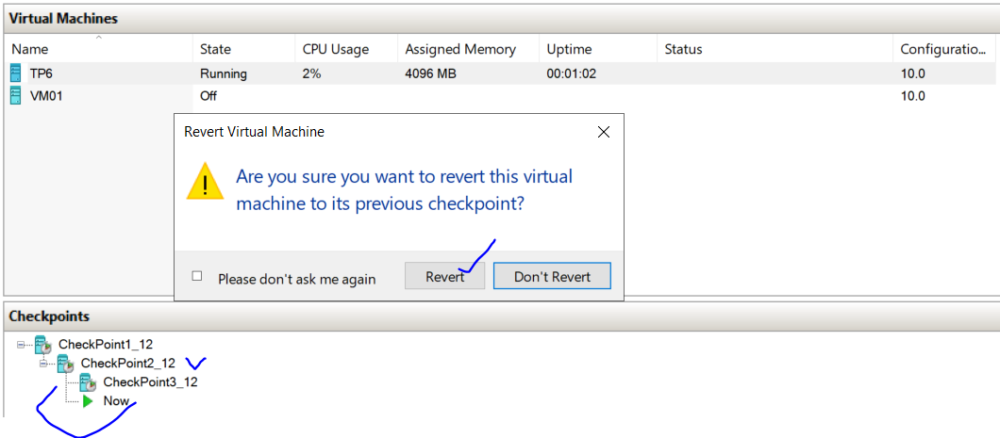 Virtual Machines
Name State CPU Usage Assigned Memory Uptime Status Configuratio...
TP6 Running 2% 4096 MB 00:01:02 10.0
VM01 Off 10.0
Revert Virtual Machine
Are you sure you want to revert this virtual
machine to its previous checkpoint?
Please don't ask me again Revert Don't Revert
Checkpoints
CheckPoint1_12
CheckPoint2_12
CheckPoint3_12
Now